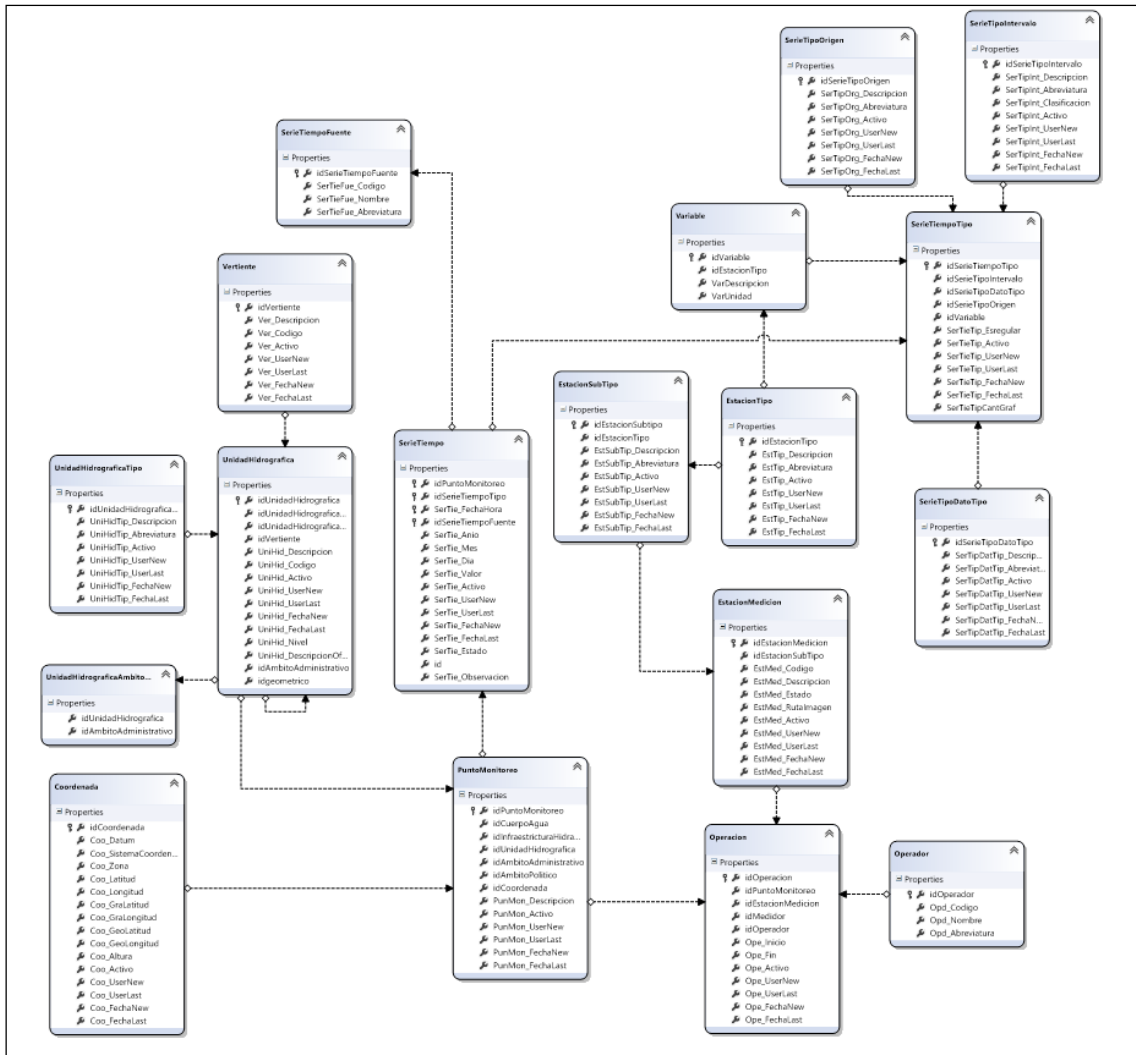 SerieTipoOrigen
Properties
idSerieTipoOrigen
SerTipOrg_Descripcion
SerTipOrg_Abreviatura
SerTipOrg_Activo
SerTipOrg_UserNew
SerTipOrg_UserLast
SerTipOrg_FechaNew
SerTipOrg_FechaLast
SerieTipoIntervalo
Properties
idSerieTipoIntervalo
SerTipInt_Descripcion
SerTipInt_Abreviatura
SerTipInt_Clasificacion
SerTipInt_Activo
SerTipInt_UserNew
SerTipInt_UserLast
SerTipInt_FechaNew
SerTipInt_FechaLast
SerieTiempoFuente
Properties
idSerieTiempoFuente
SerTieFue_Codigo
SerTieFue_Nombre
SerTieFue_Abreviatura
Variable
Properties
idVariable
idEstacionTipo
VarDescripcion
VarUnidad
SerieTiempoTipo
Properties
idSerieTiempoTipo
idSerieTipoIntervalo
idSerieTipoDatoTipo
idSerieTipoOrigen
idVariable
SerTieTip_Esregular
SerTieTip_Activo
SerTieTip_UserNew
SerTieTip_UserLast
SerTieTip_FechaNew
SerTieTip_FechaLast
SerTieTipCantGraf
Vertiente
Properties
idVertiente
Ver_Descripcion
Ver_Codigo
Ver_Activo
Ver_UserNew
Ver_UserLast
Ver_FechaNew
Ver_FechaLast
EstacionSubTipo
Properties
idEstacionSubtipo
idEstacionTipo
EstSubTip_Descripcion
EstSubTip_Abreviatura
EstSubTip_Activo
EstSubTip_UserNew
EstSubTip_UserLast
EstSubTip_FechaNew
EstSubTip_FechaLast
EstacionTipo
Properties
idEstacionTipo
EstTip_Descripcion
EstTip_Abreviatura
EstTip_Activo
EstTip_UserNew
EstTip_UserLast
EstTip_FechaNew
EstTip_FechaLast
UnidadHidrograficaTipo
Properties
idUnidadHidrografica...
UniHidTip_Descripcion
UniHidTip_Abreviatura
UniHidTip_Activo
UniHidTip_UserNew
UniHidTip_UserLast
UniHidTip_FechaNew
UniHidTip_FechaLast
UnidadHidrografica
Properties
idUnidadHidrografica
idUnidadHidrografica...
idUnidadHidrografica...
idVertiente
UniHid_Descripcion
UniHid_Codigo
UniHid_Activo
UniHid_UserNew
UniHid_UserLast
UniHid_FechaNew
UniHid_FechaLast
UniHid_Nivel
UniHid_DescripcionOf...
idAmbitoAdministrativo
idgeometrico
SerieTiempo
Properties
idPuntoMonitoreo
idSerieTiempoTipo
SerTie_FechaHora
idSerieTiempoFuente
SerTie_Anio
SerTie_Mes
SerTie_Dia
SerTie_Valor
SerTie_Activo
SerTie_UserNew
SerTie_UserLast
SerTie_FechaNew
SerTie_FechaLast
SerTie_Estado
id
SerTie_Observacion
SerieTipoDatoTipo
Properties
idSerieTipoDatoTipo
SerTipDatTip_Descrip...
SerTipDatTip_Abreviat...
SerTipDatTip_Activo
SerTipDatTip_UserNew
SerTipDatTip_UserLast
SerTipDatTip_FechaN...
SerTipDatTip_FechaLast
EstacionMedicion
Properties
idEstacionMedicion
idEstacionSubTipo
EstMed_Codigo
EstMed_Descripcion
EstMed_Estado
EstMed_RutaImagen
EstMed_Activo
EstMed_UserNew
EstMed_UserLast
EstMed_FechaNew
EstMed_FechaLast
UnidadHidrograficaAmbito...
Properties
idUnidadHidrografica
idAmbitoAdministrativo
Coordenada
Properties
idCoordenada
Coo_Datum
Coo_SistemaCoorden...
Coo_Zona
Coo_Latitud
Coo_Longitud
Coo_GraLatitud
Coo_GraLongitud
Coo_GeoLatitud
Coo_GeoLongitud
Coo_Altura
Coo_Activo
Coo_UserNew
Coo_UserLast
Coo_FechaNew
Coo_FechaLast
PuntoMonitoreo
Properties
idPuntoMonitoreo
idCuerpoAgua
idInfraestricturaHidra...
idUnidadHidrografica
idAmbitoAdministrativo
idAmbitoPolitico
idCoordenada
PunMon_Descripcion
PunMon_Activo
PunMon_UserNew
PunMon_UserLast
PunMon_FechaNew
PunMon_FechaLast
Operacion
Properties
idOperacion
idPuntoMonitoreo
idEstacionMedicion
idMedidor
idOperador
Ope_Inicio
Ope_Fin
Ope_Activo
Ope_UserNew
Ope_UserLast
Ope_FechaNew
Ope_FechaLast
Operador
Properties
idOperador
Opd_Codigo
Opd_Nombre
Opd_Abreviatura